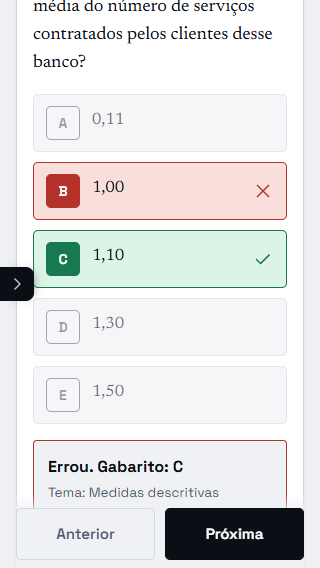 média do número de serviços
contratados pelos clientes desse
banco?
A 0,11
B 1,00
C 1,10
D 1,30
E 1,50
Errou. Gabarito: C
Tema: Medidas descritivas
Anterior
Próxima